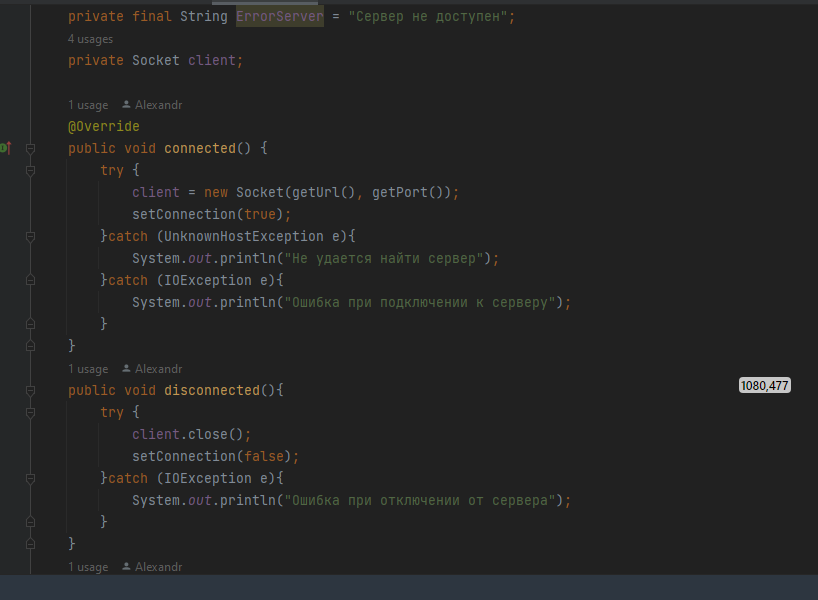 private final String ErrorServer = "Сервер не доступен";
4 usages
private Socket client;
1 usage Alexandr
@Override
public void connected() {
try {
client = new Socket(getUrl(), getPort());
setConnection(true);
}catch (UnknownHostException e){
System.out.println("Не удается найти сервер");
}catch (IOException e){
System.out.println("Ошибка при подключении к серверу");
}
}
1 usage Alexandr
public void disconnected(){
1080,477
try {
client.close();
setConnection(false);
}catch (IOException e){
System.out.println("Ошибка при отключении от сервера");
}
}
1 usage Alexandr